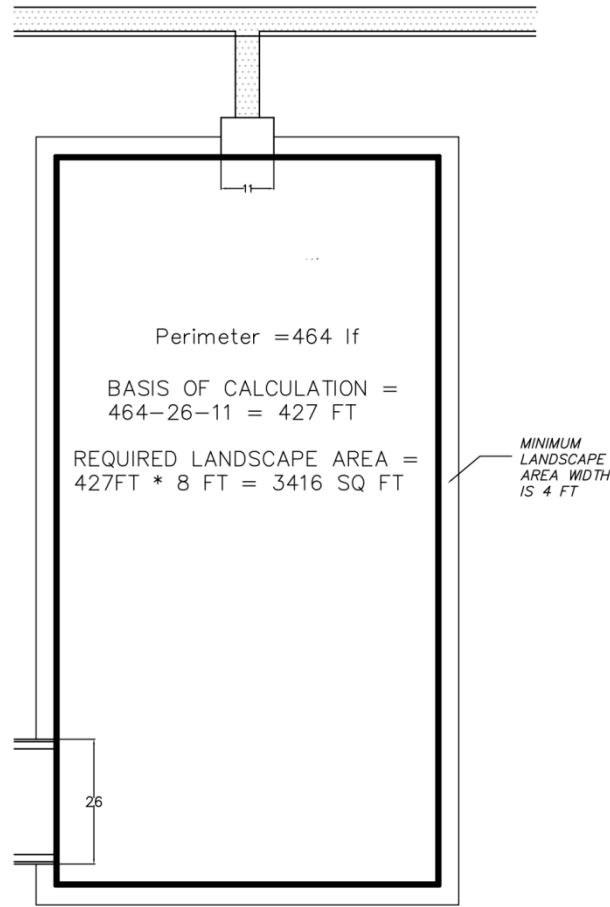 11
Perimeter =464 lf
BASIS OF CALCULATION =
464-26-11 = 427 FT
REQUIRED LANDSCAPE AREA =
427FT * 8 FT = 3416 SQ FT
MINIMUM
LANDSCAPE
AREA WIDTH
IS 4 FT
26